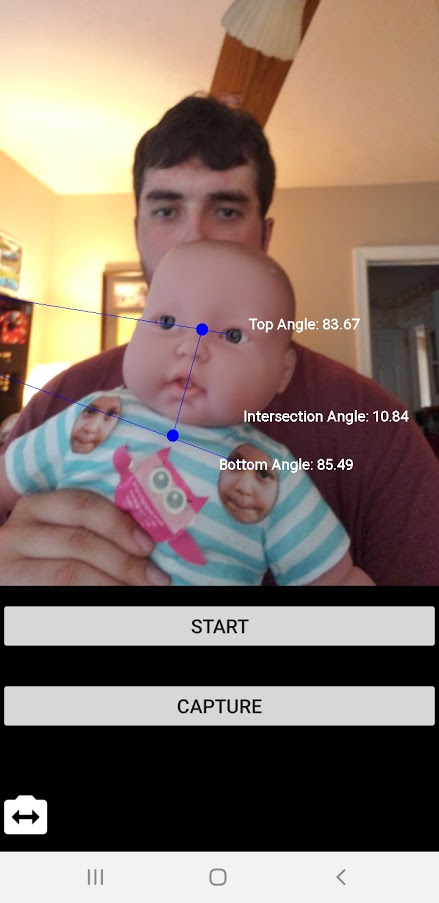 Top Angle: 83.67
Intersection Angle: 10.84
Bottom Angle: 85.49
START
CAPTURE